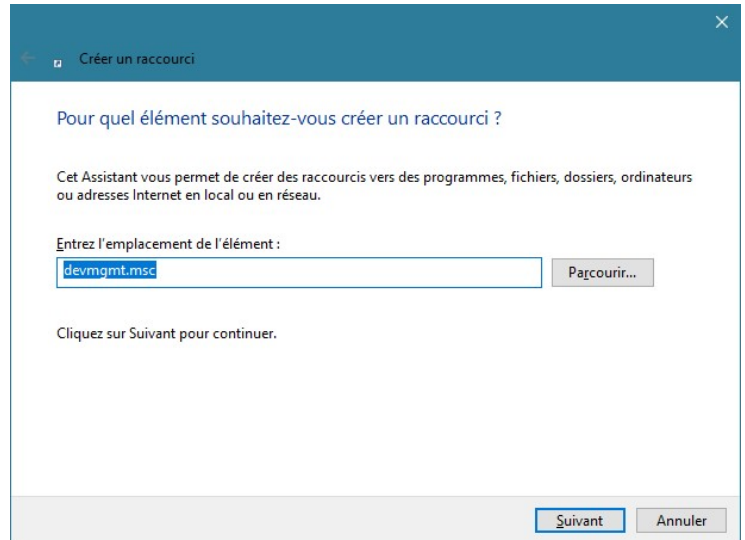 Créer un raccourci
Pour quel élément souhaitez-vous créer un raccourci ?
Cet Assistant vous permet de créer des raccourcis vers des programmes, fichiers, dossiers, ordinateurs
ou adresses Internet en local ou en réseau.
Entrez l'emplacement de l'élément :
devmgmt.msc
Parcourir...
Cliquez sur Suivant pour continuer.
Suivant
Annuler